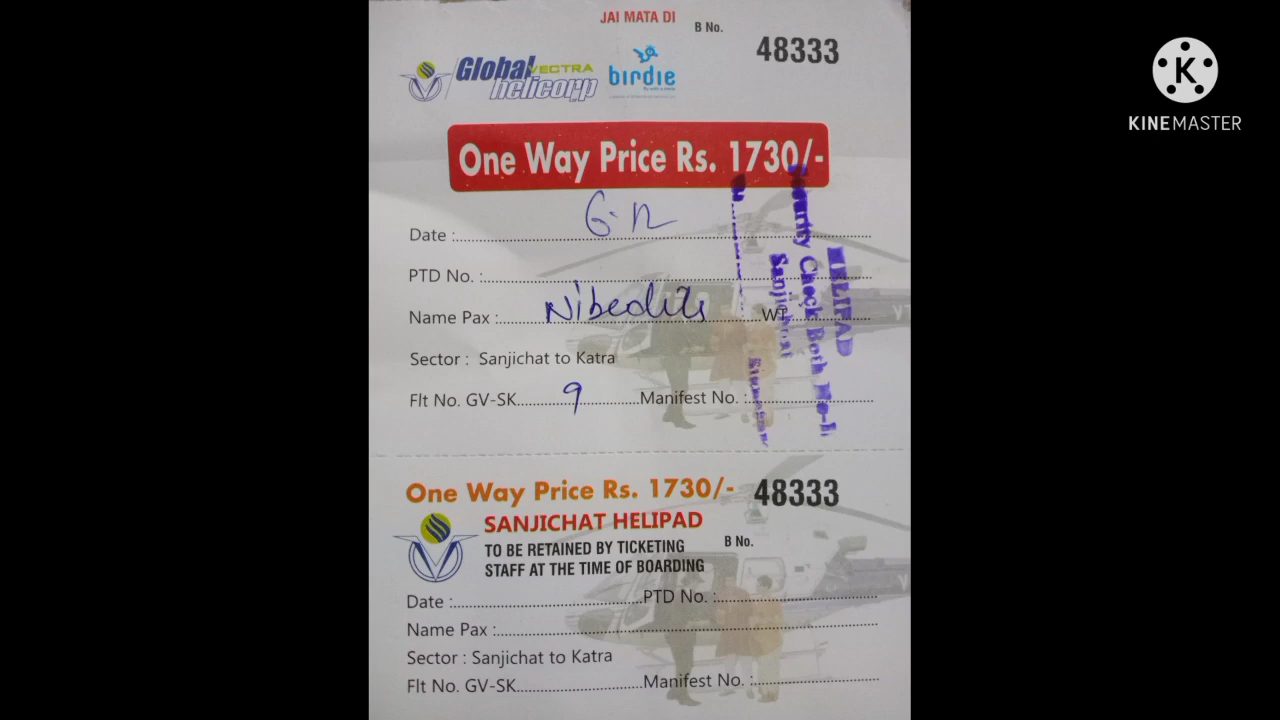 JAI MATA DI
B No.
48333
Global VECTRA
helicorp
birdie
KINEMASTER
One Way Price Rs. 1730/-
Date :
PTD No. :
Name Pax : Nibedita WT
Sector : Sanjichat to Katra
Flt No. GV-SK 9 Manifest No. :
HELIPAD
Security Check Both
Sanjichat
One Way Price Rs. 1730/- 48333
SANJICHAT HELIPAD
B No.
TO BE RETAINED BY TICKETING
STAFF AT THE TIME OF BOARDING
Date : PTD No. :
Name Pax :
Sector : Sanjichat to Katra
Flt No. GV-SK Manifest No. :